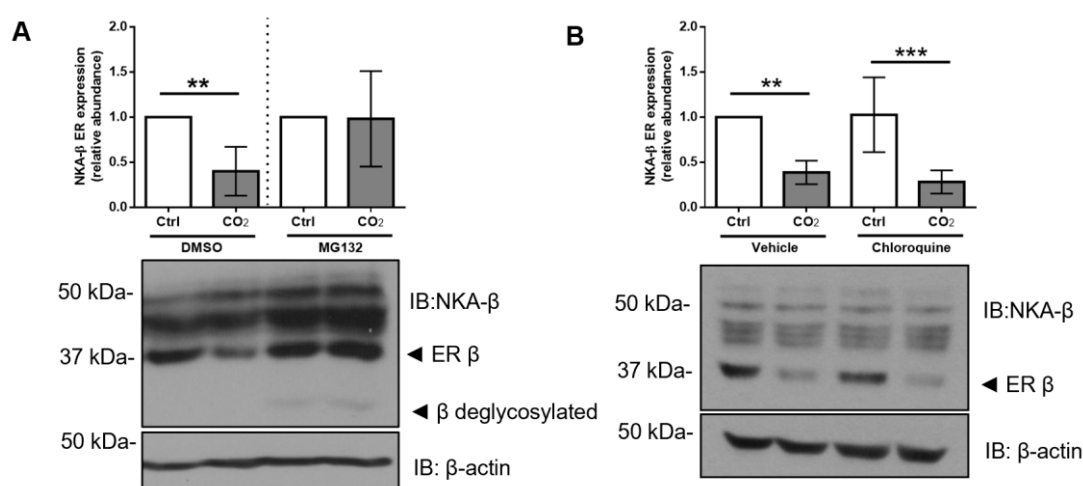 A
NKA-β ER expression
(relative abundance)
2.0
1.5
1.0
0.5
0.0
**
Ctrl CO₂ Ctrl CO₂
DMSO MG132
50 kDa-
37 kDa-
IB:NKA-β
◄ ER β
◄ β deglycosylated
50 kDa-
IB: β-actin
B
NKA-β ER expression
(relative abundance)
2.0
1.5
1.0
0.5
0.0
**
***
Ctrl CO₂ Ctrl CO₂
Vehicle Chloroquine
50 kDa-
37 kDa-
IB:NKA-β
◄ ER β
50 kDa-
IB: β-actin